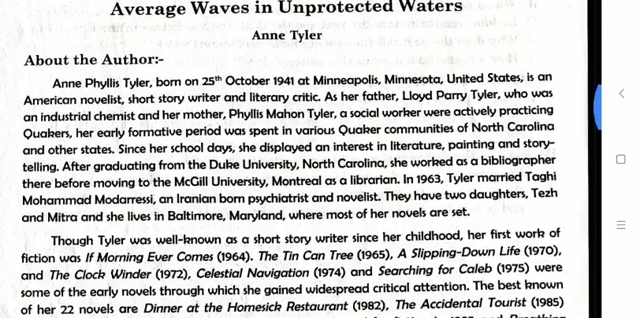 Average Waves in Unprotected Waters
Anne Tyler
About the Author:-
Anne Phyllis Tyler, born on 25th October 1941 at Minneapolis, Minnesota, United States, is an
American novelist, short story writer and literary critic. As her father, Lloyd Parry Tyler, who was
an industrial chemist and her mother, Phyllis Mahon Tyler, a social worker were actively practicing
Quakers, her early formative period was spent in various Quaker communities of North Carolina
and other states. Since her school days, she displayed an interest in literature, painting and story-
telling. After graduating from the Duke University, North Carolina, she worked as a bibliographer
there before moving to the McGill University, Montreal as a librarian. In 1963, Tyler married Taghi
Mohammad Modarressi, an Iranian born psychiatrist and novelist. They have two daughters, Tezh
and Mitra and she lives in Baltimore, Maryland, where most of her novels are set.
Though Tyler was well-known as a short story writer since her childhood, her first work of
fiction was If Morning Ever Comes (1964). The Tin Can Tree (1965), A Slipping-Down Life (1970),
and The Clock Winder (1972), Celestial Navigation (1974) and Searching for Caleb (1975) were
some of the early novels through which she gained widespread critical attention. The best known
of her 22 novels are Dinner at the Homesick Restaurant (1982), The Accidental Tourist (1985)